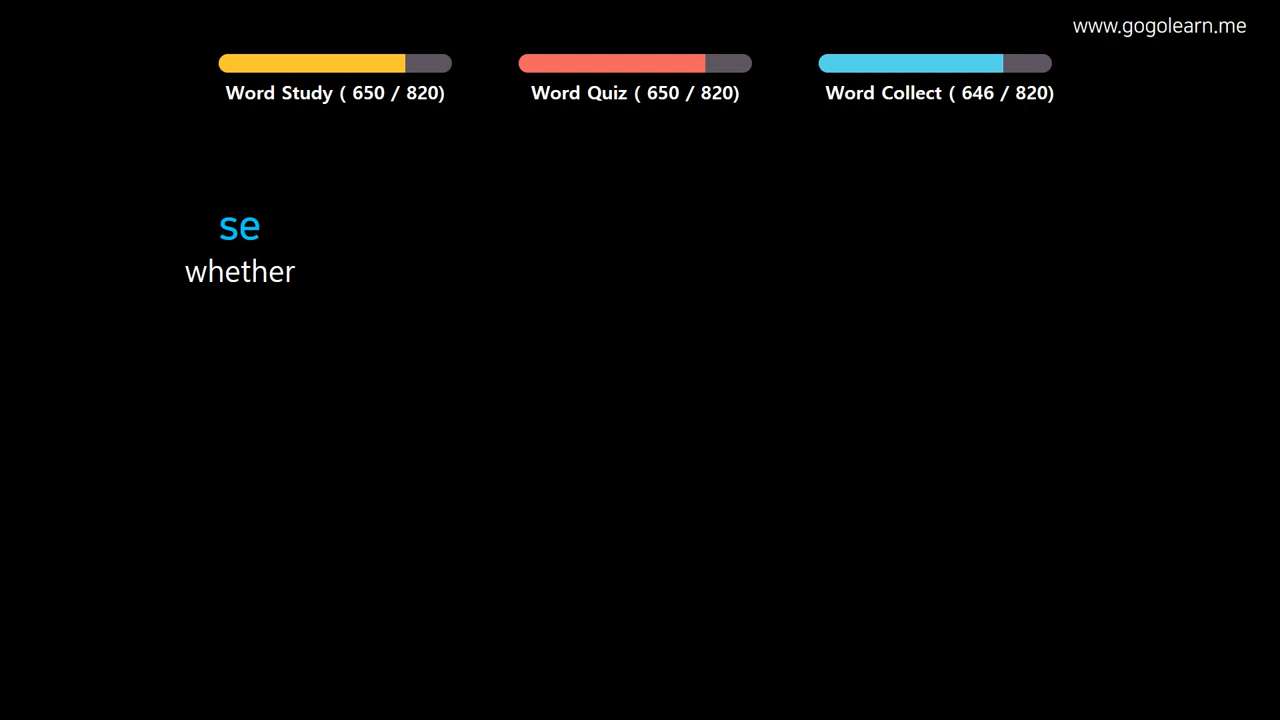 www.gogolearn.me
Word Study ( 650 / 820)
Word Quiz ( 650 / 820)
Word Collect ( 646 / 820)
se
whether